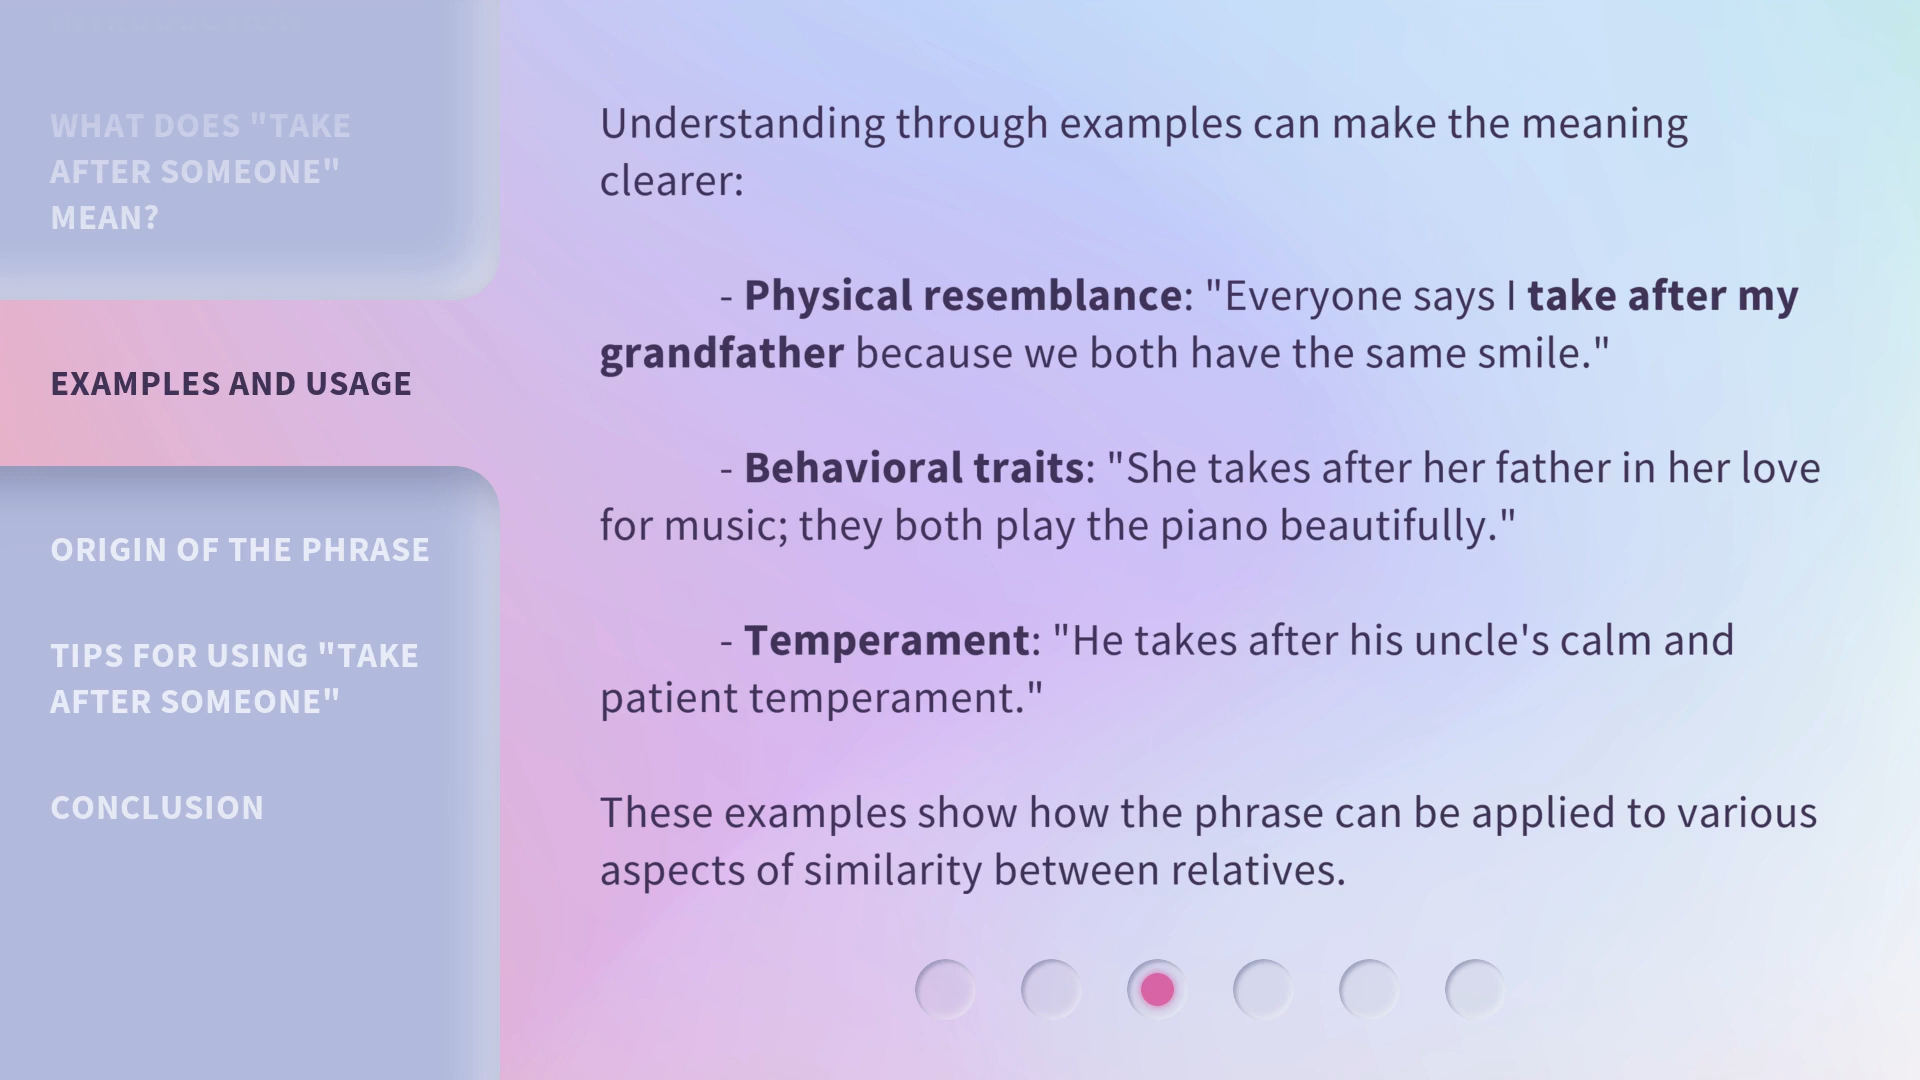 WHAT DOES "TAKE
AFTER SOMEONE"
MEAN?
EXAMPLES AND USAGE
ORIGIN OF THE PHRASE
TIPS FOR USING "TAKE
AFTER SOMEONE"
CONCLUSION
Understanding through examples can make the meaning
clearer:
- Physical resemblance: "Everyone says I take after my
grandfather because we both have the same smile."
- Behavioral traits: "She takes after her father in her love
for music; they both play the piano beautifully."
- Temperament: "He takes after his uncle's calm and
patient temperament."
These examples show how the phrase can be applied to various
aspects of similarity between relatives.